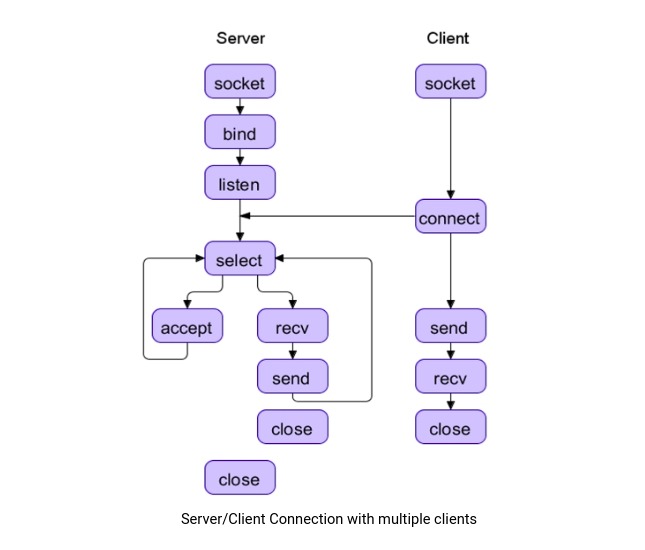 Server
Client
socket
socket
bind
listen
connect
select
accept
recv
send
send
recv
close
close
close
Server/Client Connection with multiple clients